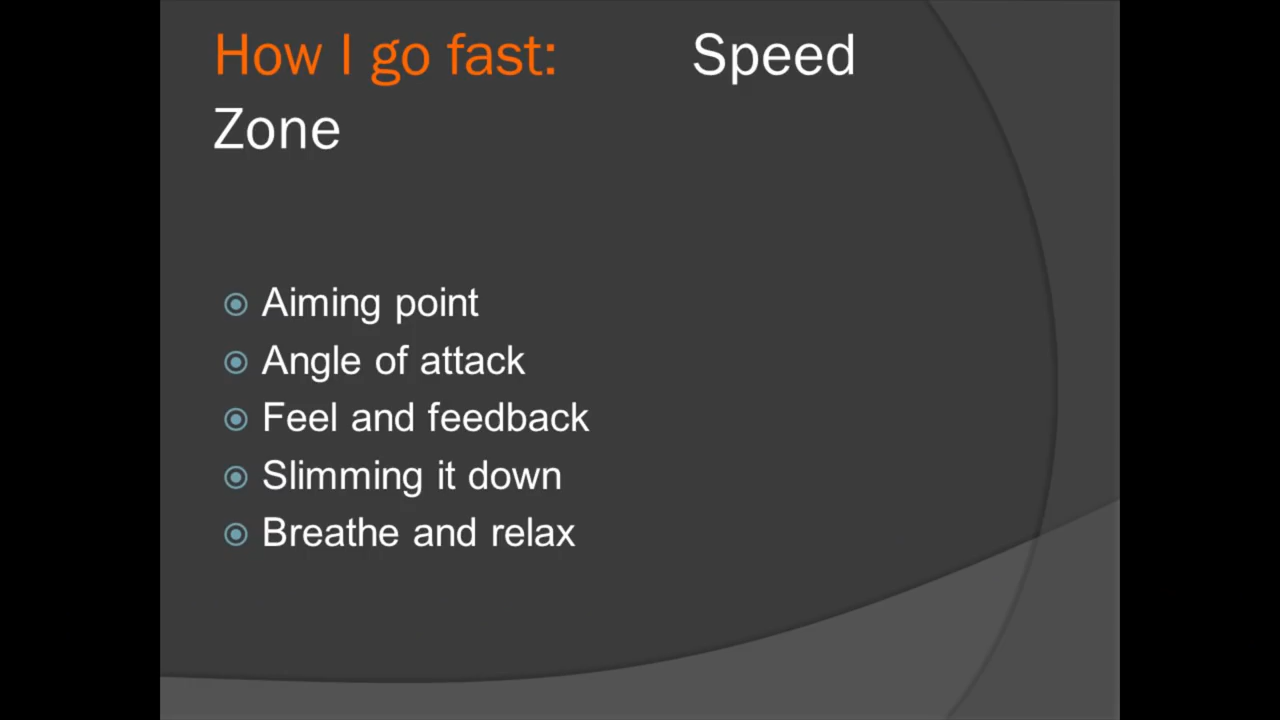 How I go fast: Speed
Zone
Aiming point
Angle of attack
Feel and feedback
Slimming it down
Breathe and relax